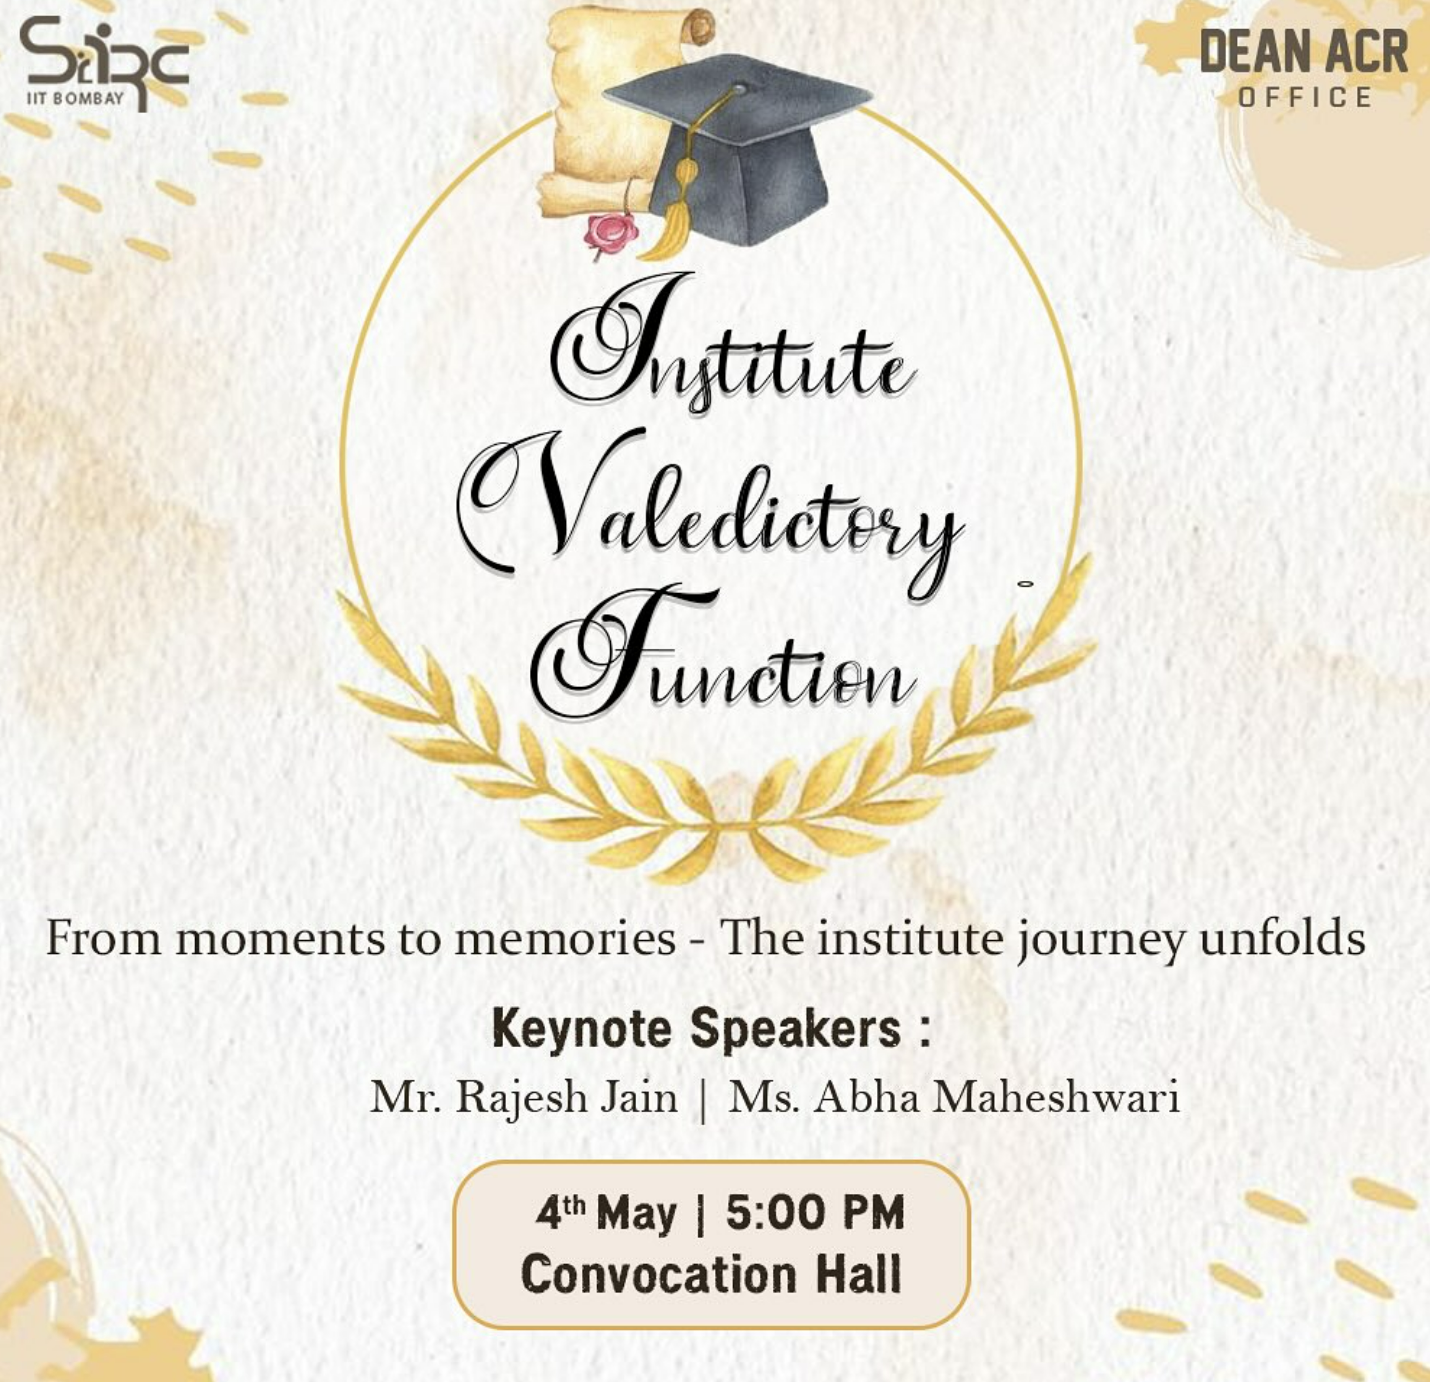 SARC
IIT BOMBAY
DEAN ACR
OFFICE
Institute
Valedictory
Function
From moments to memories - The institute journey unfolds
Keynote Speakers :
Mr. Rajesh Jain | Ms. Abha Maheshwari
4th May | 5:00 PM
Convocation Hall